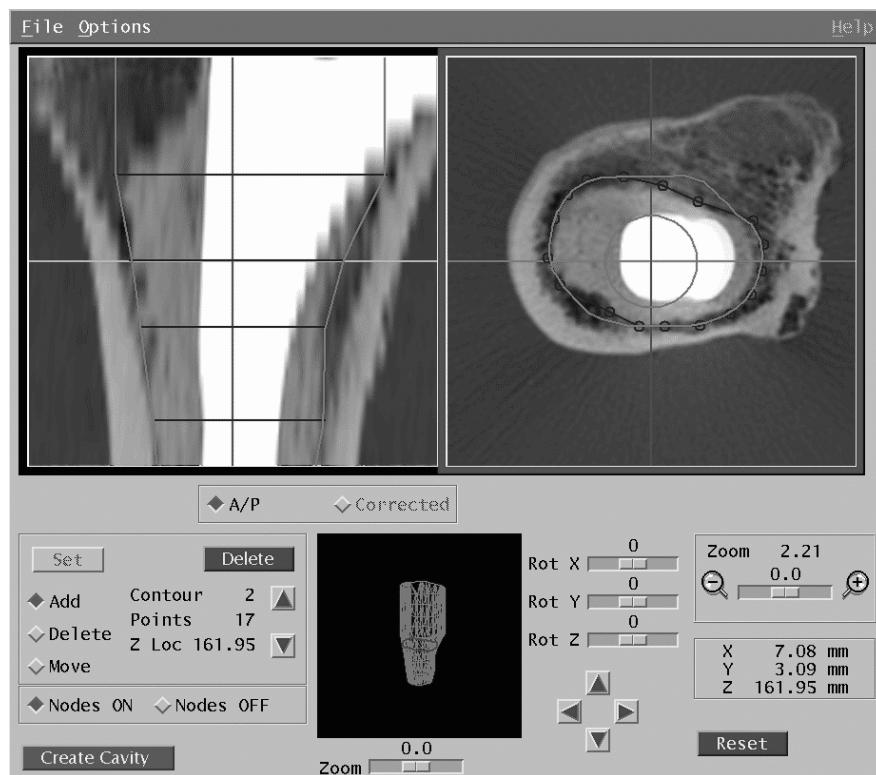 File Options Help
A/P Corrected
Set Delete
Add
Delete
Move
Contour 2
Points 17
Z Loc 161.95
Nodes ON Nodes OFF
Create Cavity
0.0
Zoom
0
Rot X
0
Rot Y
0
Rot Z
Zoom 2.21
0.0
X 7.08 mm
Y 3.09 mm
Z 161.95 mm
Reset